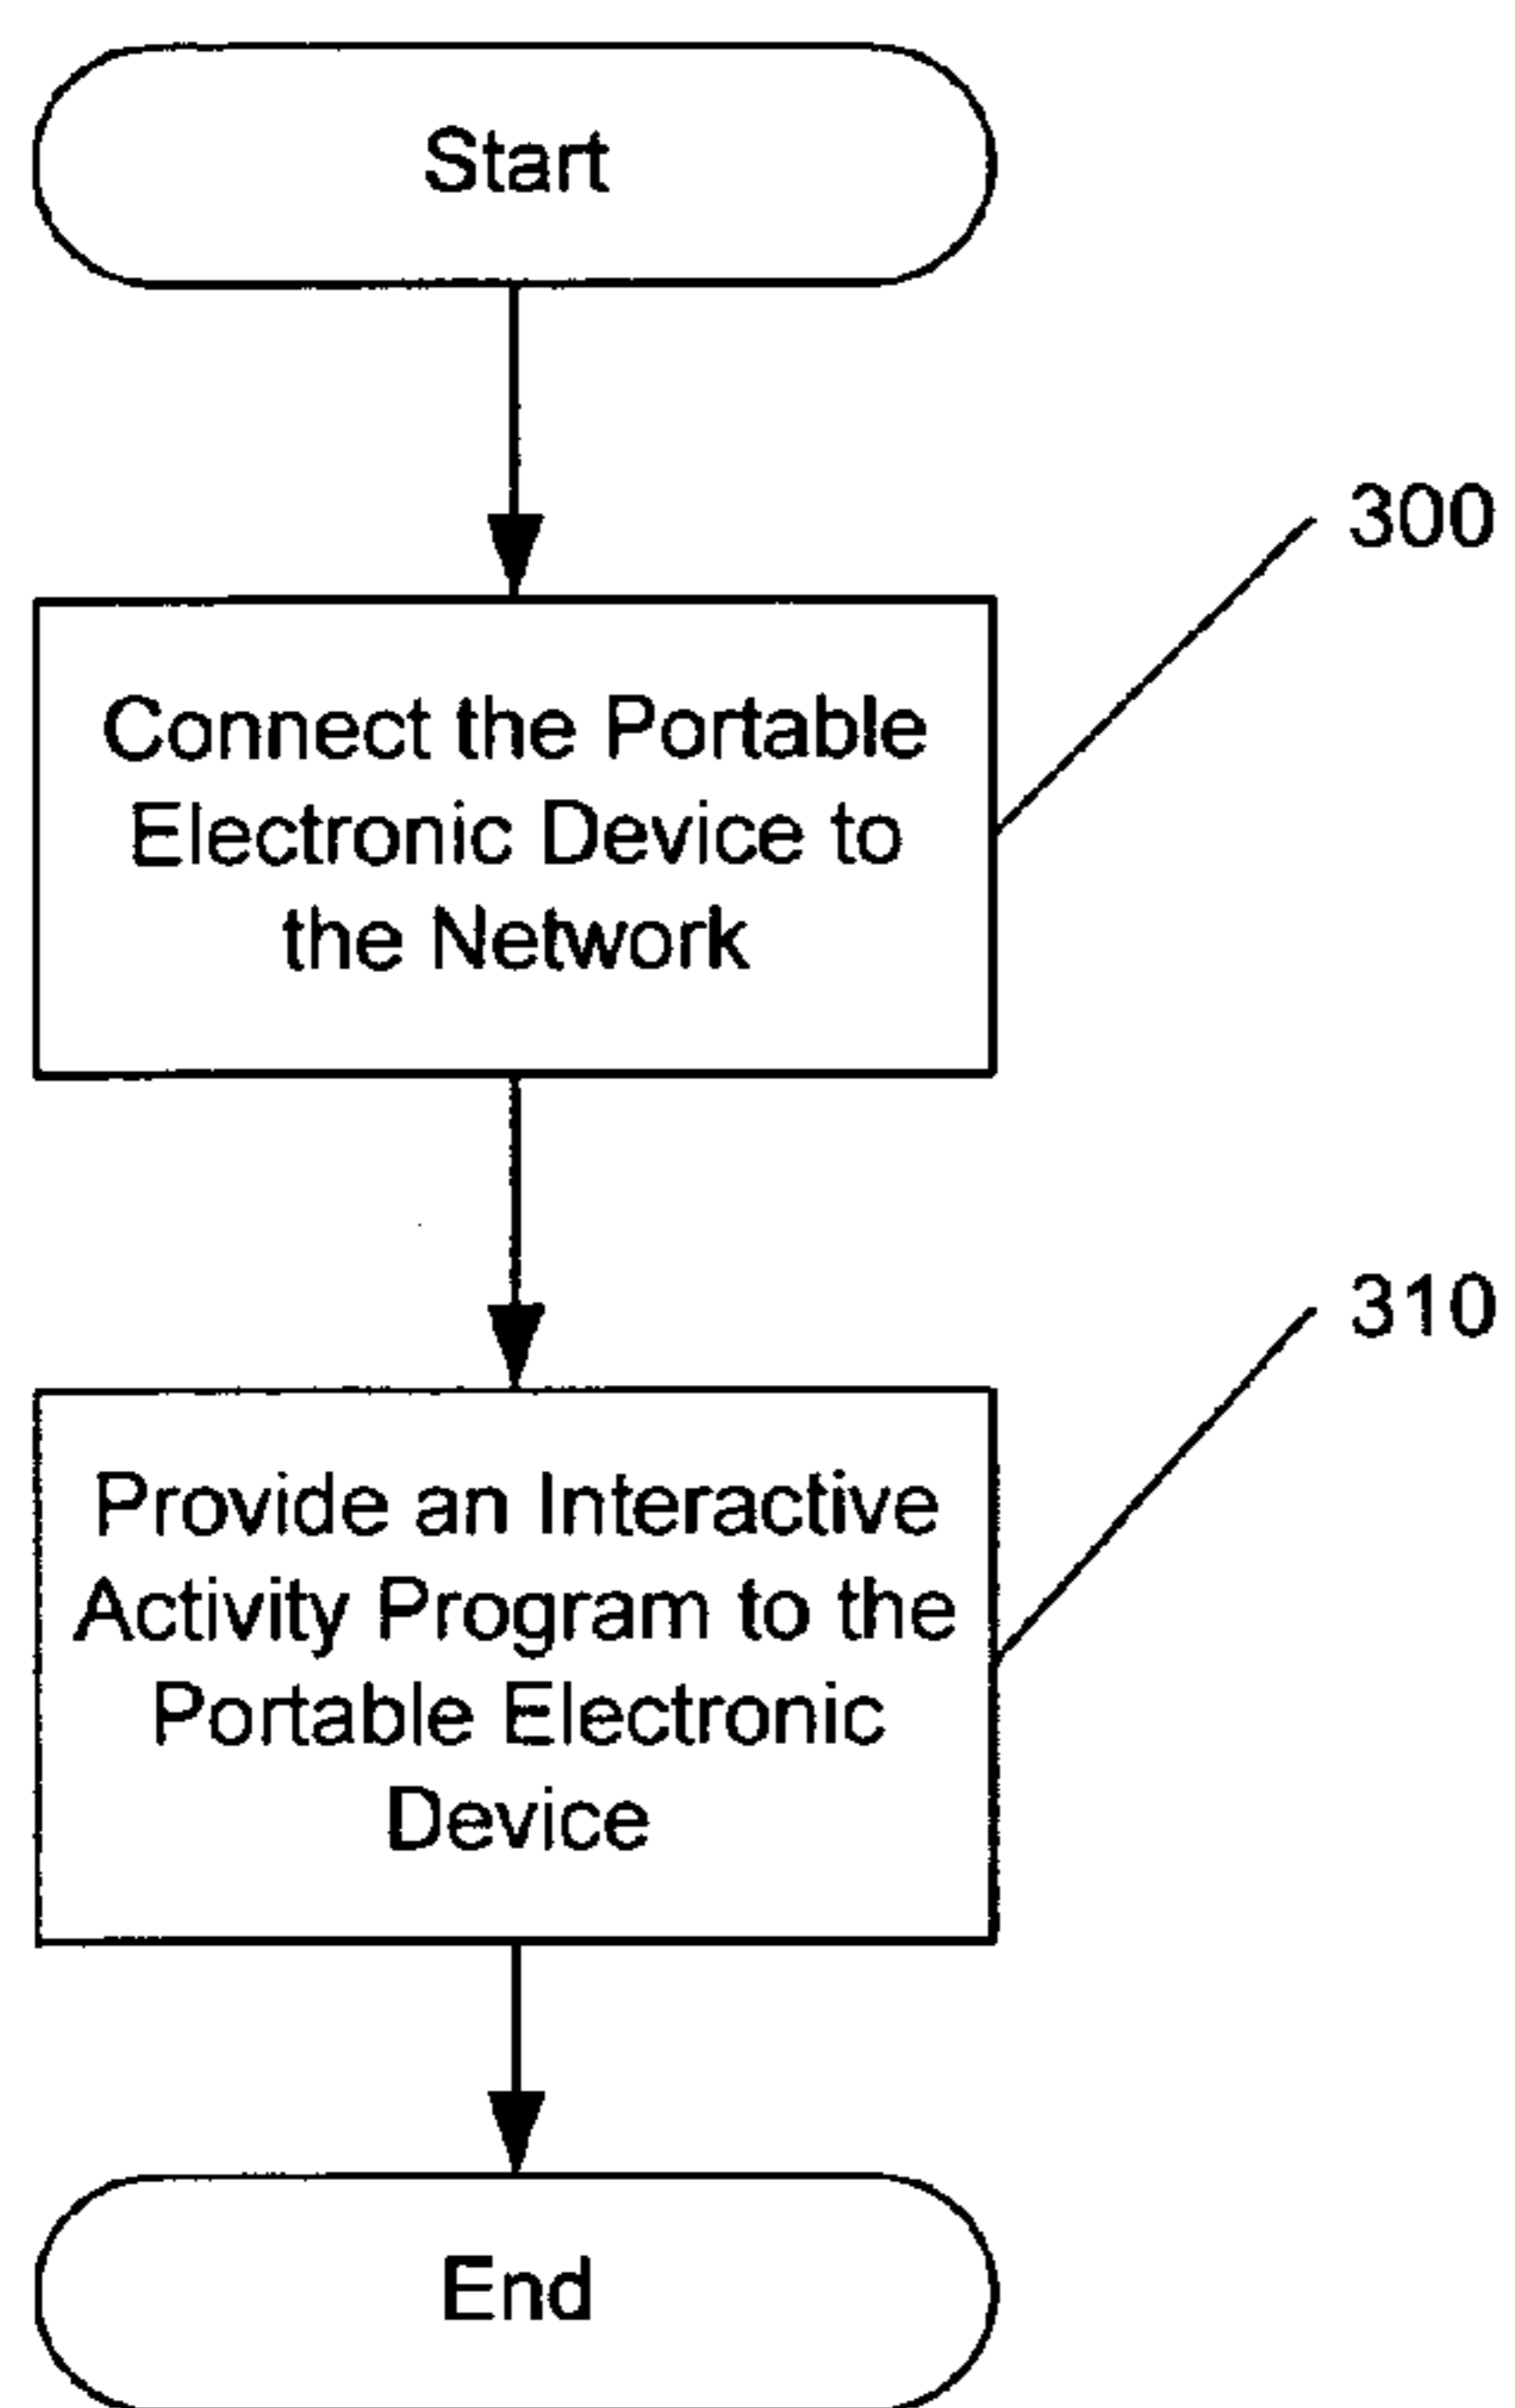 Start
300
Connect the Portable
Electronic Device to
the Network
310
Provide an Interactive
Activity Program to the
Portable Electronic
Device
End